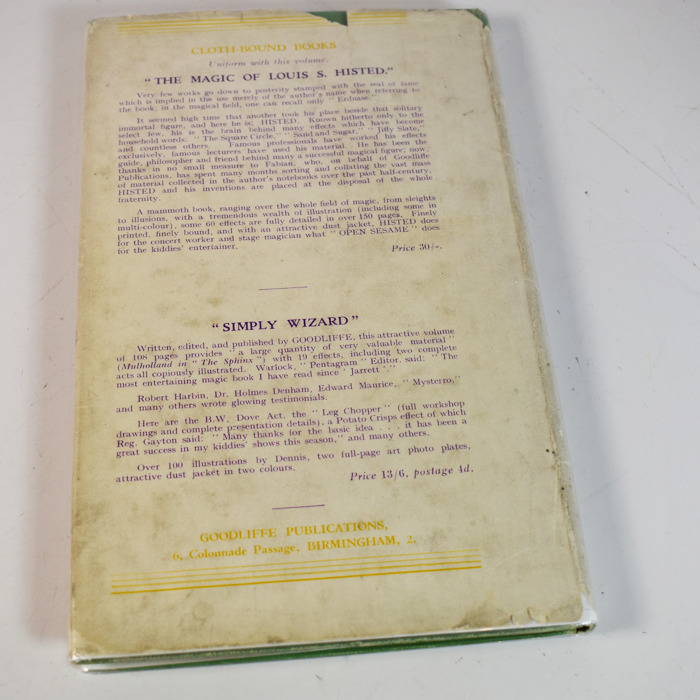 CLOTH-BOUND BOOKS
Uniform with this volume.
"THE MAGIC OF LOUIS S. HISTED."
Very few works go down to posterity stamped with the seal of fame
which is implied in the use merely of the author's name when referring to
the book; in the magical field, one can recall only "Erdnase."
It seemed high time that another took his place beside that solitary
immortal figure, and here he is, HISTED. Known hitherto only to the
select few, his is the brain behind many effects which have become
household words. "The Square Circle," "Sand and Sugar," "Jiffy Slate,"
and countless others. Famous professionals have worked his effects
exclusively, famous lecturers have used his material. He has been the
guide, philosopher and friend behind many a successful magical figure; now,
thanks in no small measure to Fabian, who, on behalf of Goodliffe
Publications, has spent many months sorting and collating the vast mass
of material collected in the author's notebooks over the past half-century,
HISTED and his inventions are placed at the disposal of the whole
fraternity.
A mammoth book, ranging over the whole field of magic, from sleights
to illusions, with a tremendous wealth of illustration (including some in
multi-colour), some 60 effects are fully detailed in over 150 pages. Finely
printed, finely bound, and with an attractive dust jacket, HISTED does
for the concert worker and stage magician what "OPEN SESAME" does
for the kiddies' entertainer.
Price 30/-.
"SIMPLY WIZARD"
Written, edited, and published by GOODLIFFE, this attractive volume
of 108 pages provides "a large quantity of very valuable material"
(Mulholland in "The Sphinx") with 19 effects, including two complete
acts all copiously illustrated. Warlock, "Pentagram" Editor, said: "The
most entertaining magic book I have read since 'Jarrett'."
Robert Harbin, Dr. Holmes Denham, Edward Maurice, "Mysterro,"
and many others wrote glowing testimonials.
Here are the B.W. Dove Act, the "Leg Chopper" (full workshop
drawings and complete presentation details), a Potato Crisps effect of which
Reg. Gayton said: "Many thanks for the basic idea . . . it has been a
great success in my kiddies' shows this season," and many others.
Over 100 illustrations by Dennis, two full-page art photo plates,
attractive dust jacket in two colours.
Price 13/6, postage 4d.
GOODLIFFE PUBLICATIONS,
6, Colonnade Passage, BIRMINGHAM, 2.